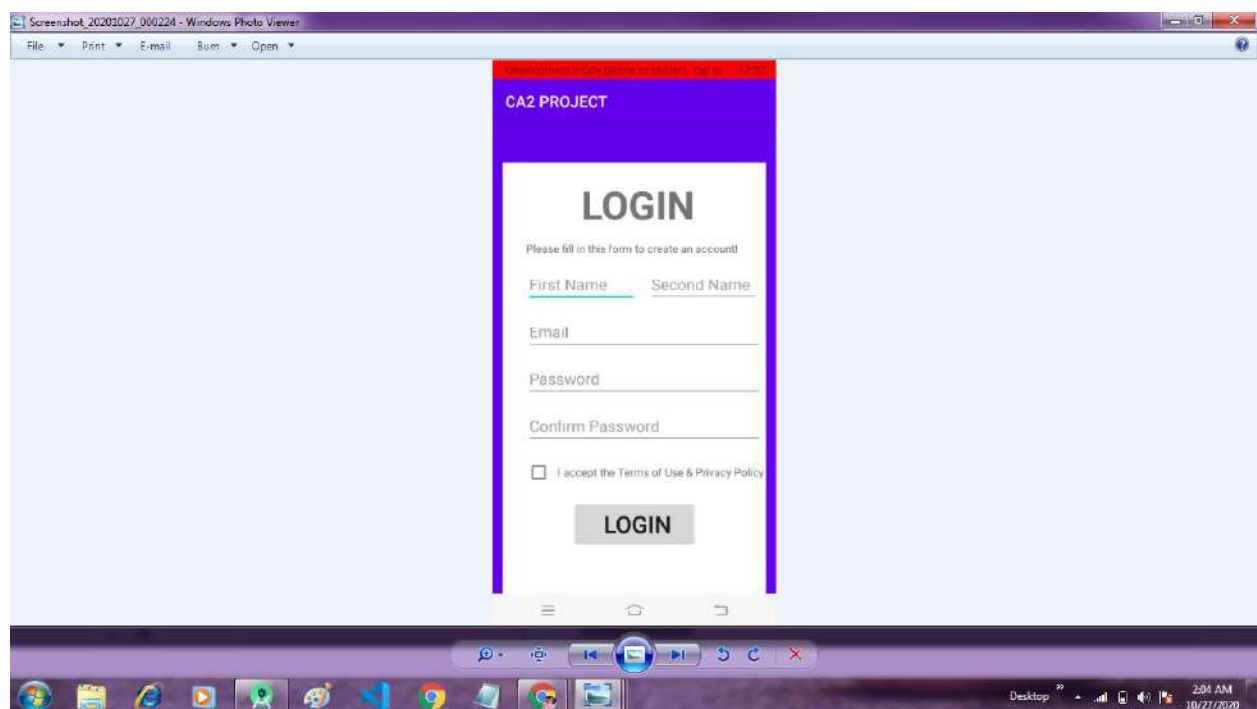 Screenshot_20201027_000224 - Windows Photo Viewer
File Print E-mail Burn Open
CA2 PROJECT
LOGIN
Please fill in this form to create an account!
First Name Second Name
Email
Password
Confirm Password
I accept the Terms of Use & Privacy Policy
LOGIN
Desktop
2:04 AM
10/27/2020